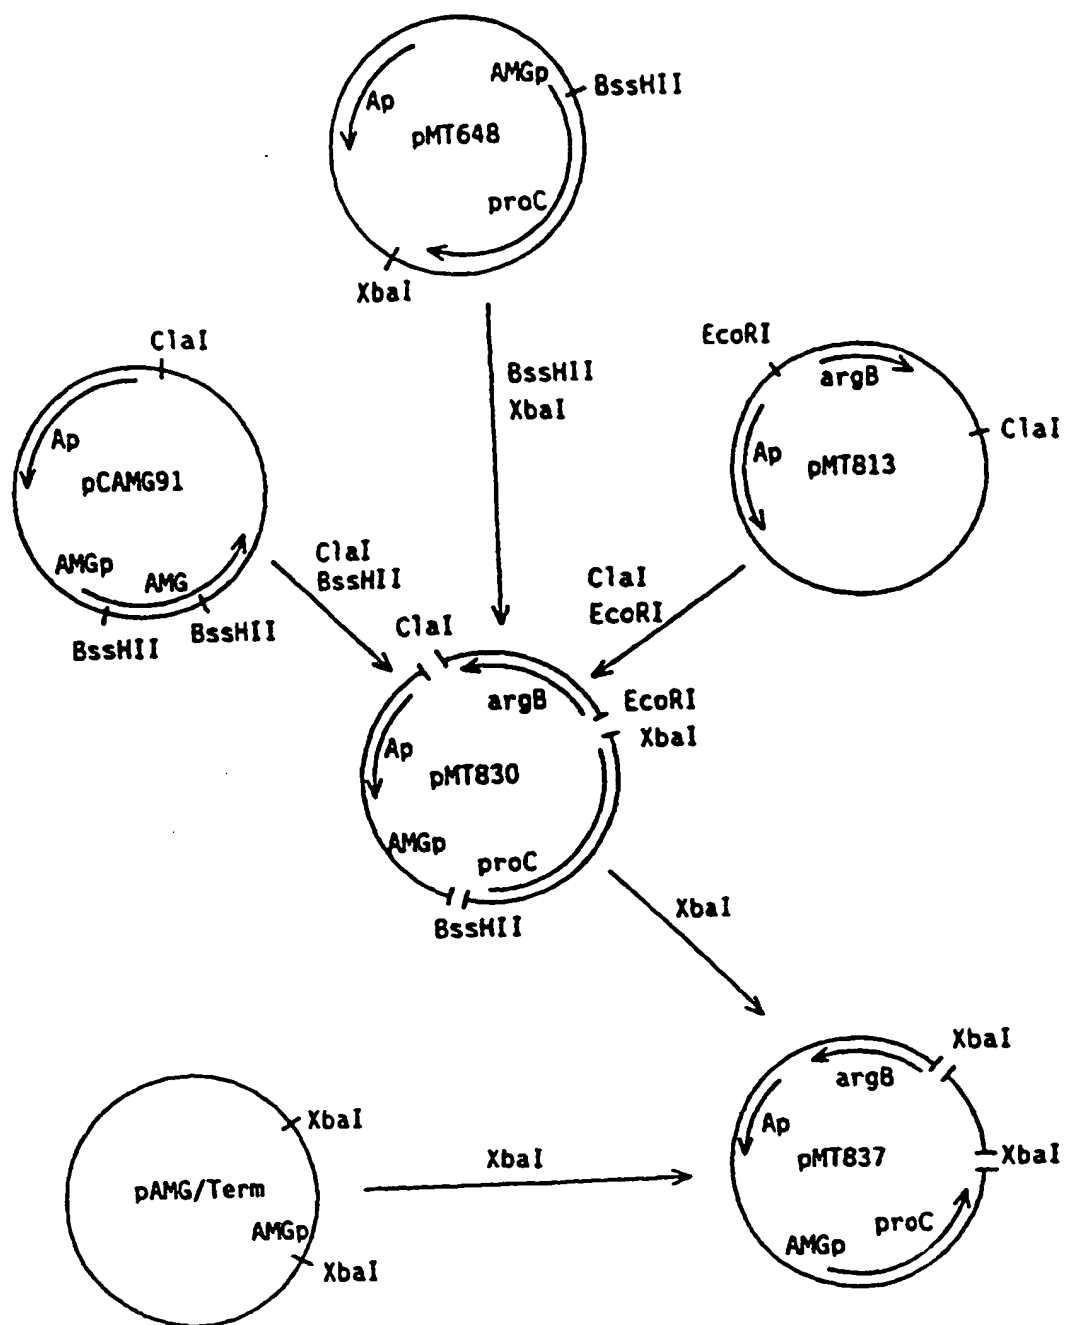 AMGp
BssHII
Ap
pMT648
proC
XbaI
ClaI
Ap
pCAMG91
AMGp
AMG
BssHII
BssHII
BssHII
XbaI
EcoRI
argB
ClaI
Ap
pMT813
ClaI
BssHII
ClaI
EcoRI
ClaI
argB
EcoRI
XbaI
Ap
pMT830
AMGp
proC
BssHII
XbaI
XbaI
argB
Ap
pMT837
XbaI
proC
AMGp
XbaI
XbaI
pAMG/Term
AMGp
XbaI